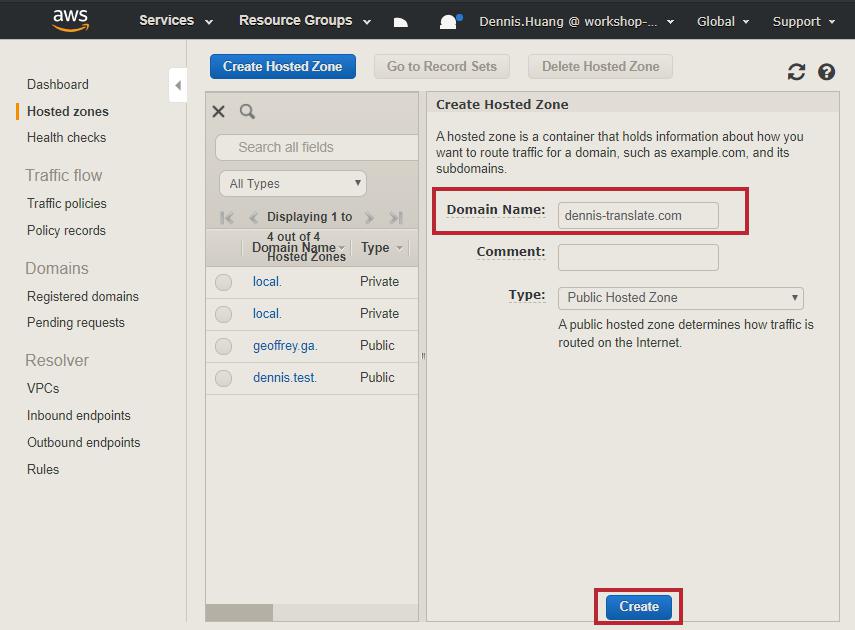 aws Services Resource Groups Dennis.Huang @ workshop-... Global Support
Dashboard
Hosted zones
Health checks
Traffic flow
Traffic policies
Policy records
Domains
Registered domains
Pending requests
Resolver
VPCs
Inbound endpoints
Outbound endpoints
Rules
Create Hosted Zone Go to Record Sets Delete Hosted Zone
Search all fields
All Types
Displaying 1 to
4 out of 4
Hosted Zones
Domain Name Type
local. Private
local. Private
geoffrey.ga. Public
dennis.test. Public
Create Hosted Zone
A hosted zone is a container that holds information about how you
want to route traffic for a domain, such as example.com, and its
subdomains.
Domain Name: dennis-translate.com
Comment:
Type: Public Hosted Zone
A public hosted zone determines how traffic is
routed on the Internet.
Create